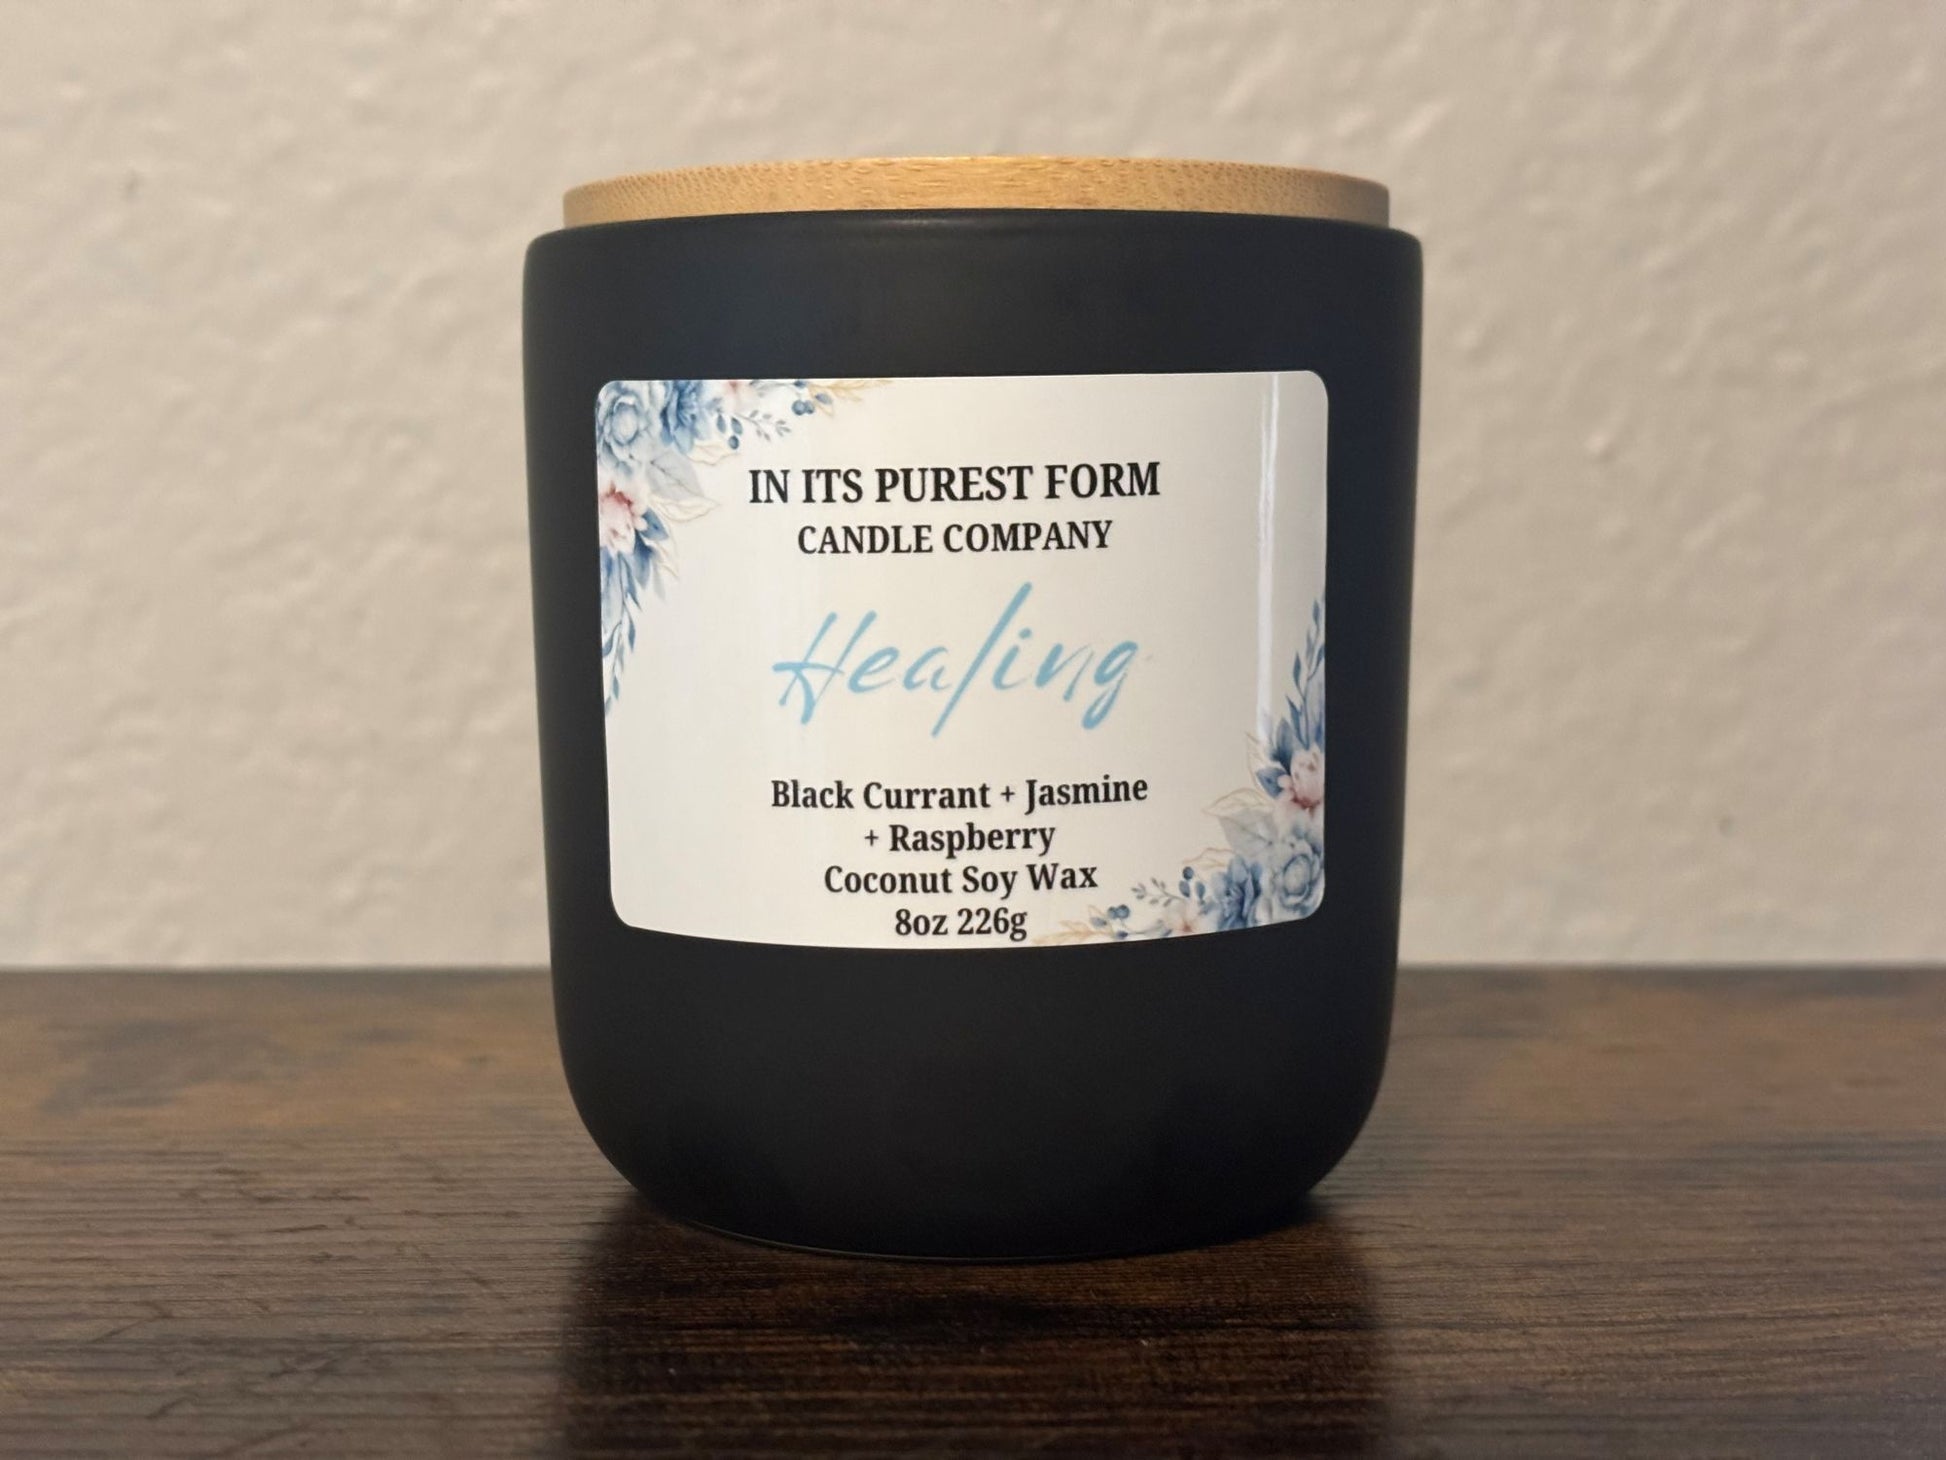 IN ITS PUREST FORM
CANDLE COMPANY
Healing
Black Currant + Jasmine
+ Raspberry
Coconut Soy Wax
8oz 226g